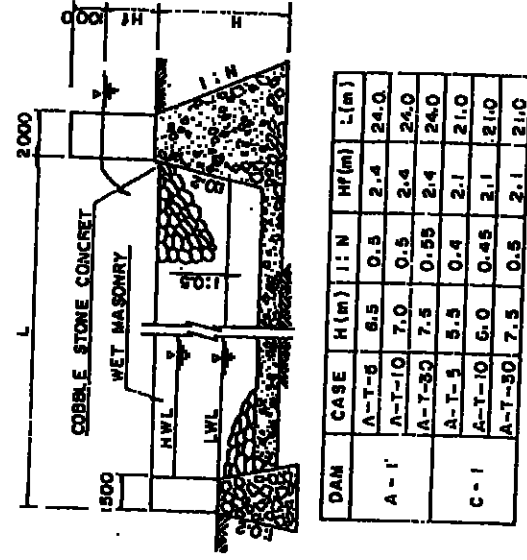 L
2000
1500
COBBLE STONE CONCRET
WET MASONRY
HWL
LWL
1:0.5
1:N
H
Hf
DAM CASE H(m) 1:N Hf(m) L(m)
A-1 A-T-5 6.5 0.5 2.4 24.0
A-T-10 7.0 0.5 2.4 24.0
A-T-30 7.5 0.55 2.4 24.0
C-1 A-T-5 5.5 0.4 2.1 21.0
A-T-10 6.0 0.45 2.1 21.0
A-T-30 7.5 0.5 2.1 21.0